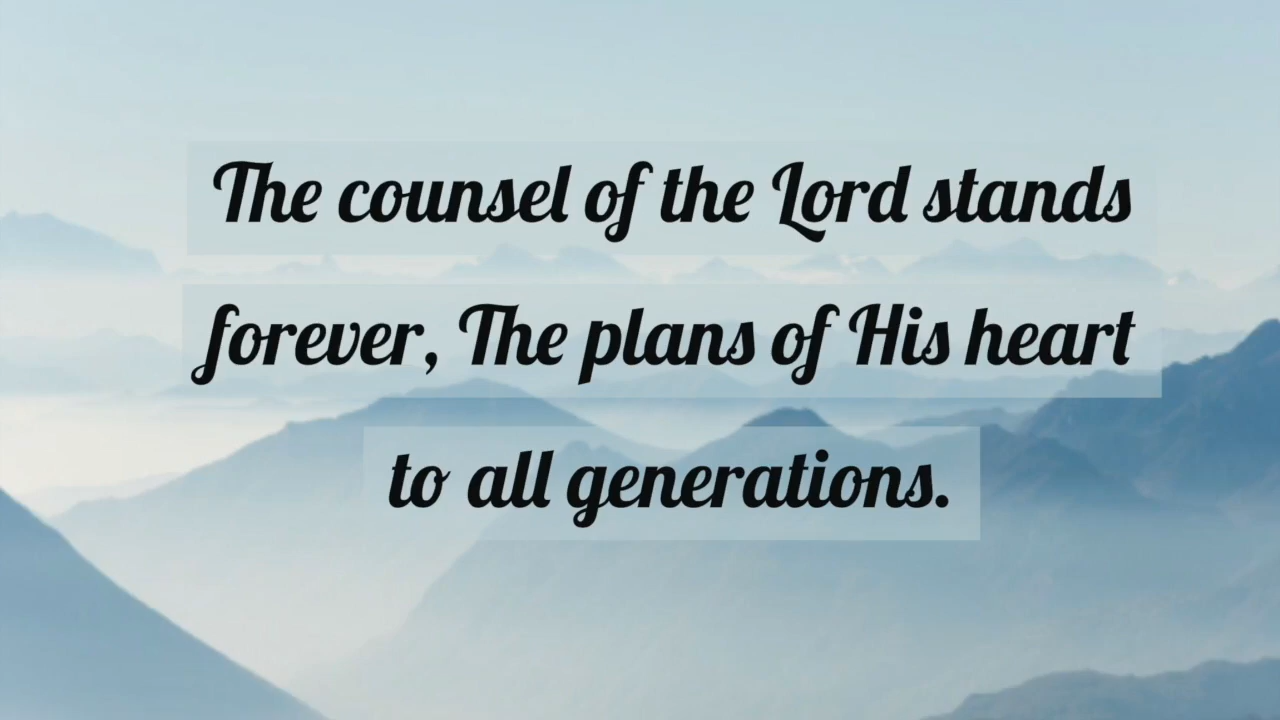 The counsel of the Lord stands
forever, The plans of His heart
to all generations.